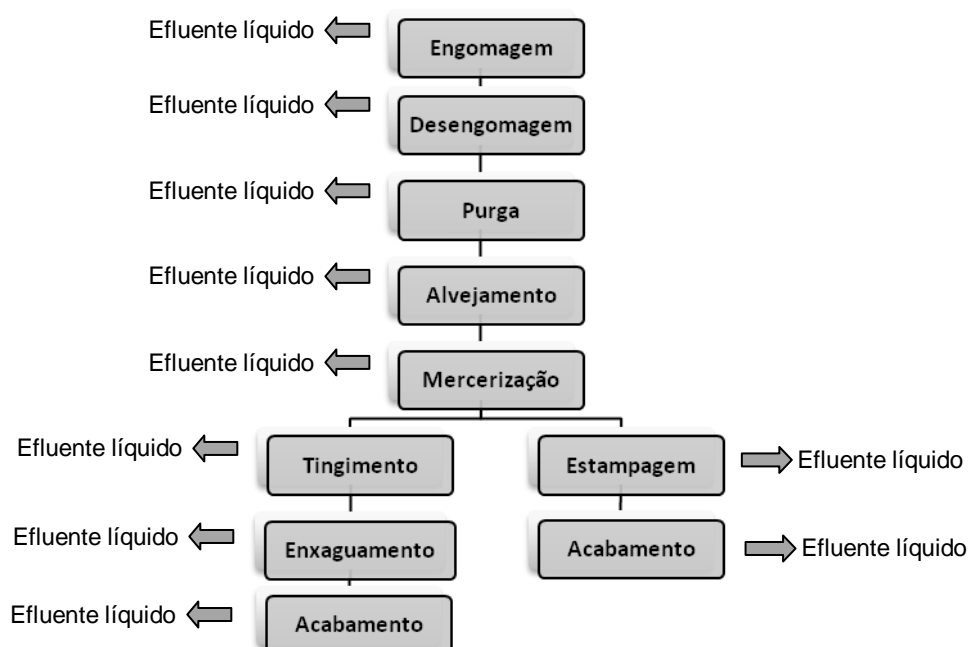 Efluente líquido
Engomagem
Efluente líquido
Desengomagem
Efluente líquido
Purga
Efluente líquido
Alvejamento
Efluente líquido
Mercerização
Efluente líquido
Tingimento
Estampagem
Efluente líquido
Efluente líquido
Enxaguamento
Acabamento
Efluente líquido
Efluente líquido
Acabamento